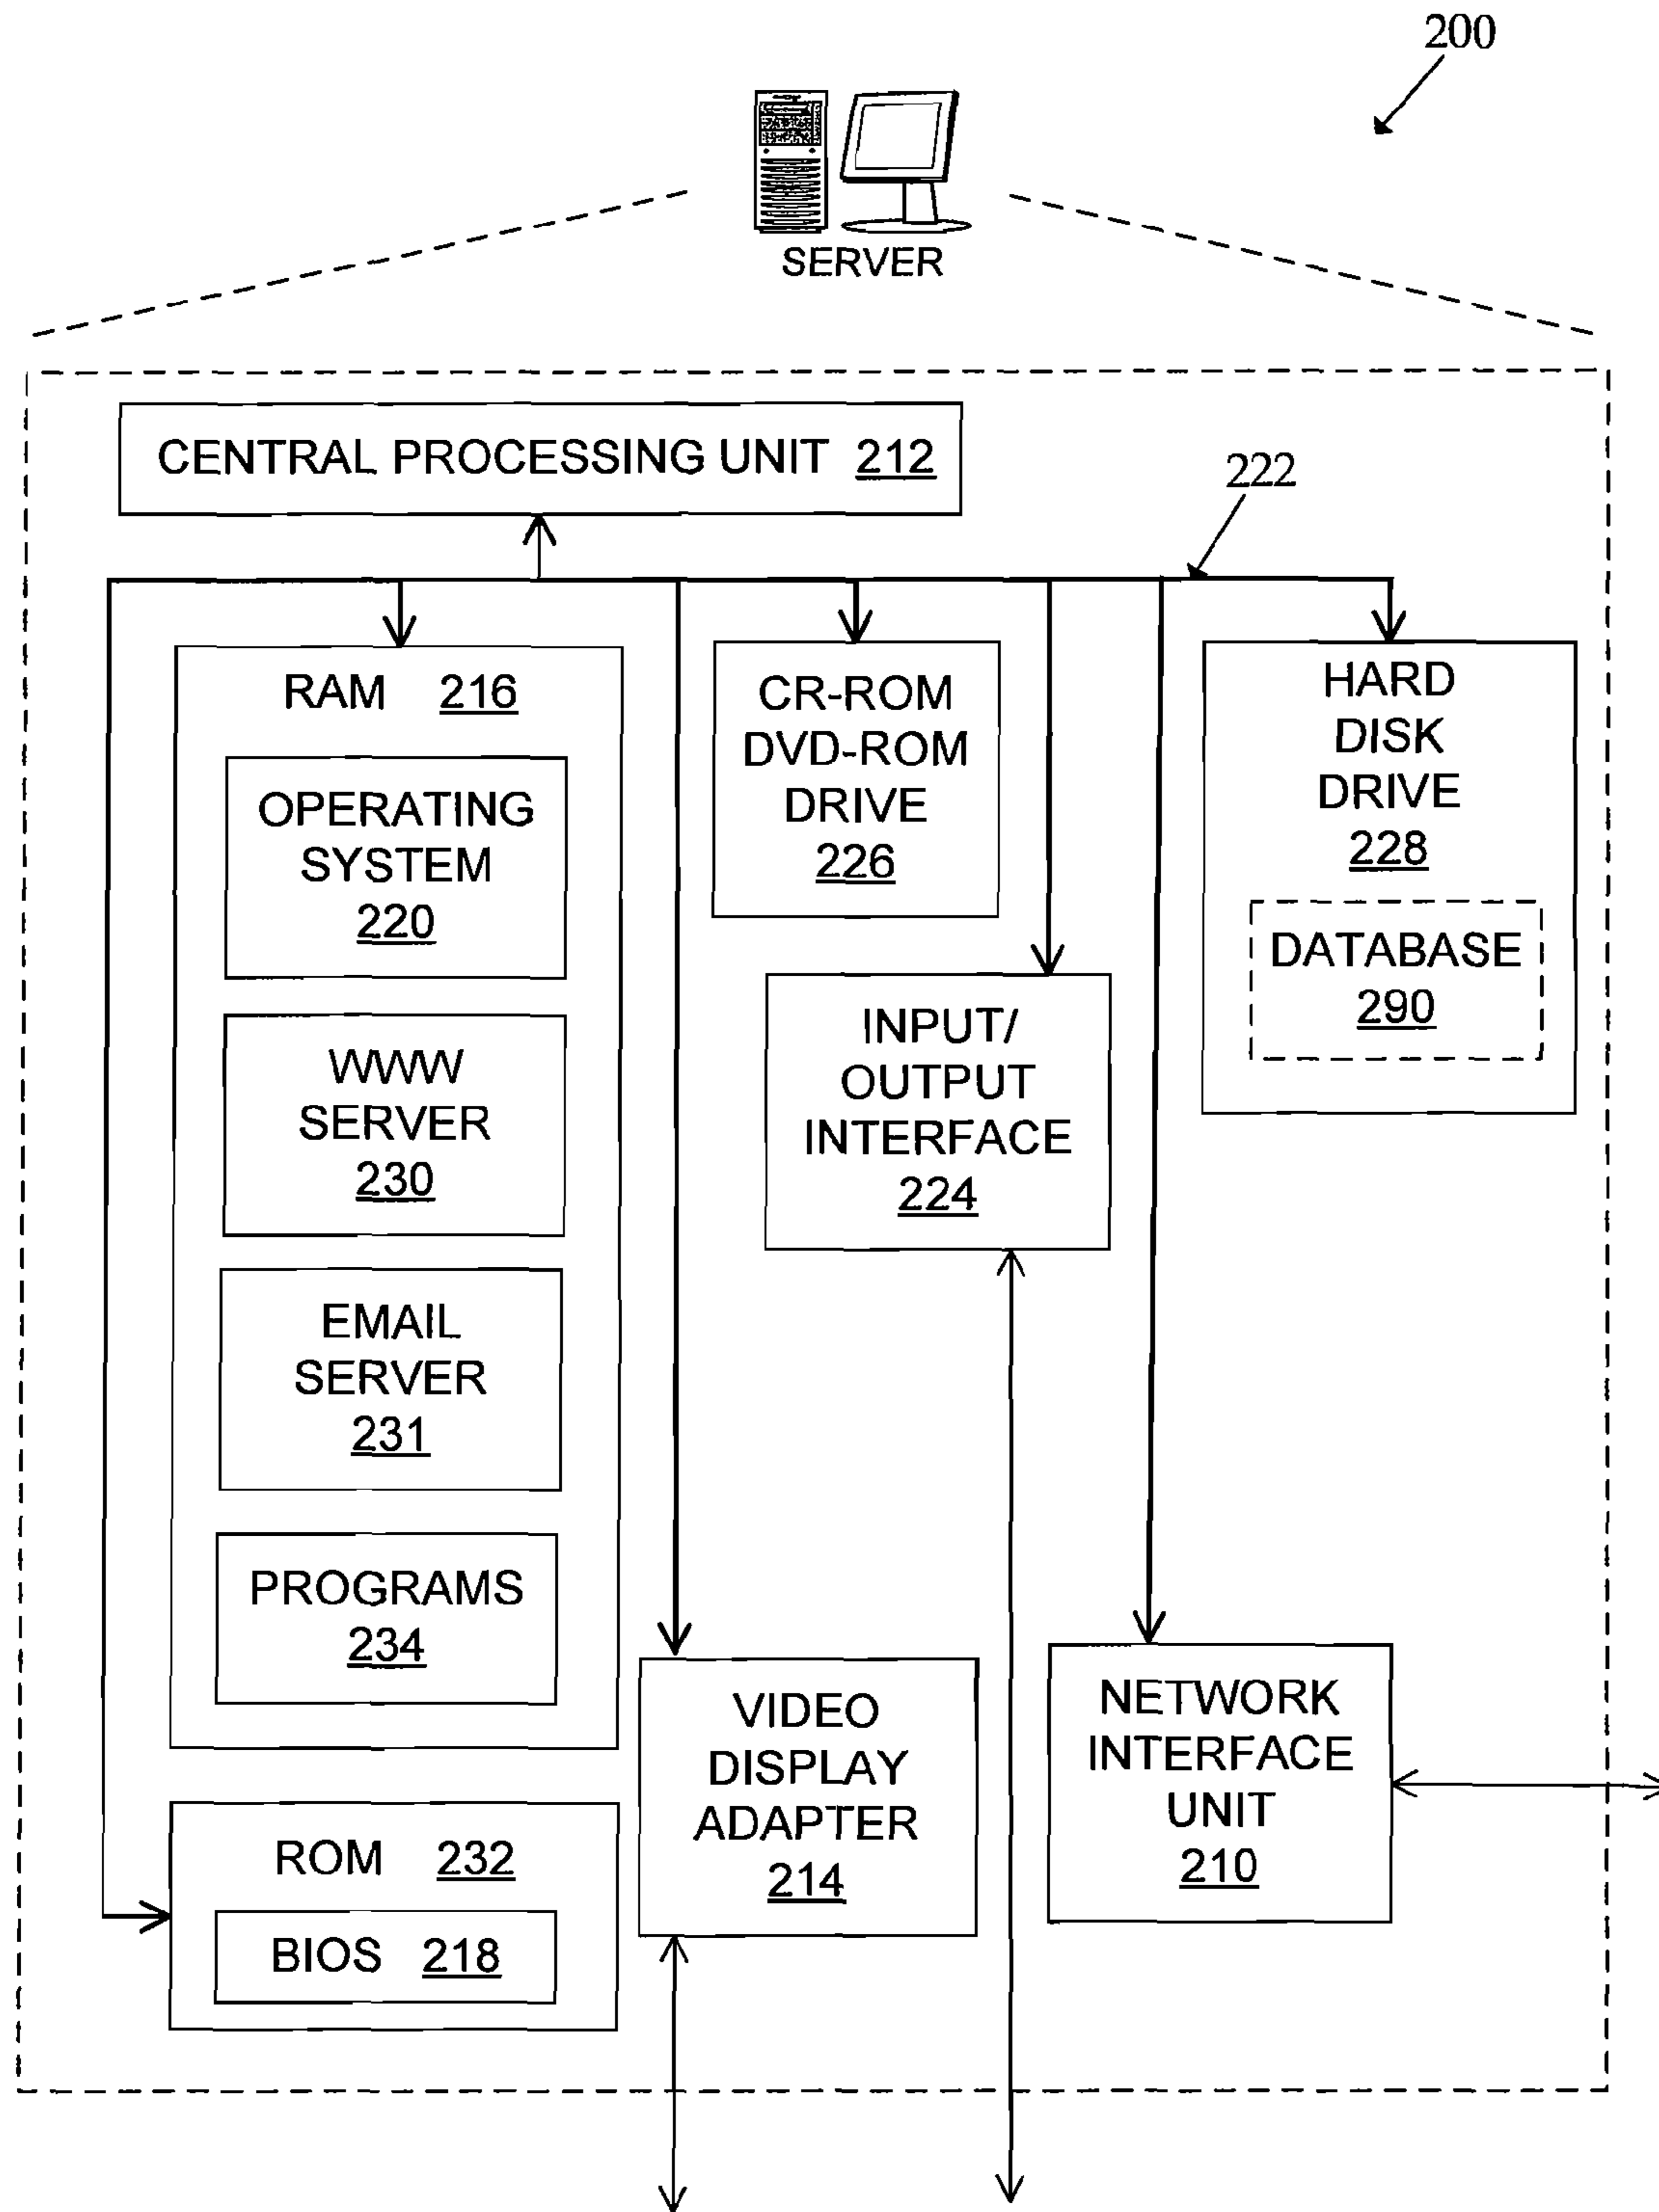 200
SERVER
CENTRAL PROCESSING UNIT 212
222
RAM 216
OPERATING
SYSTEM
220
WWW
SERVER
230
EMAIL
SERVER
231
PROGRAMS
234
ROM 232
BIOS 218
CR-ROM
DVD-ROM
DRIVE
226
INPUT/
OUTPUT
INTERFACE
224
HARD
DISK
DRIVE
228
DATABASE
290
VIDEO
DISPLAY
ADAPTER
214
NETWORK
INTERFACE
UNIT
210